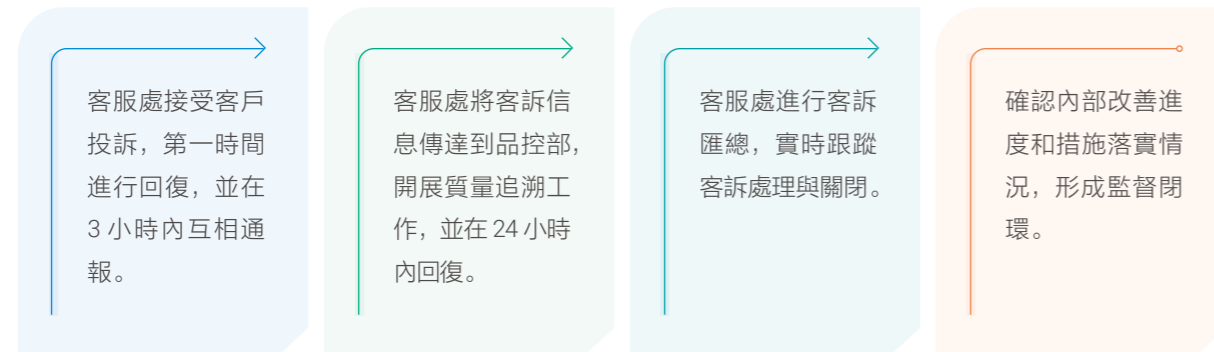 客服處接受客戶
投訴，第一時間
進行回復，並在
3 小時內互相通
報。
客服處將客訴信
息傳達到品控部，
開展質量追溯工
作，並在 24 小時
內回復。
客服處進行客訴
匯總，實時跟蹤
客訴處理與關閉。
確認內部改善進
度和措施落實情
況，形成監督閉
環。